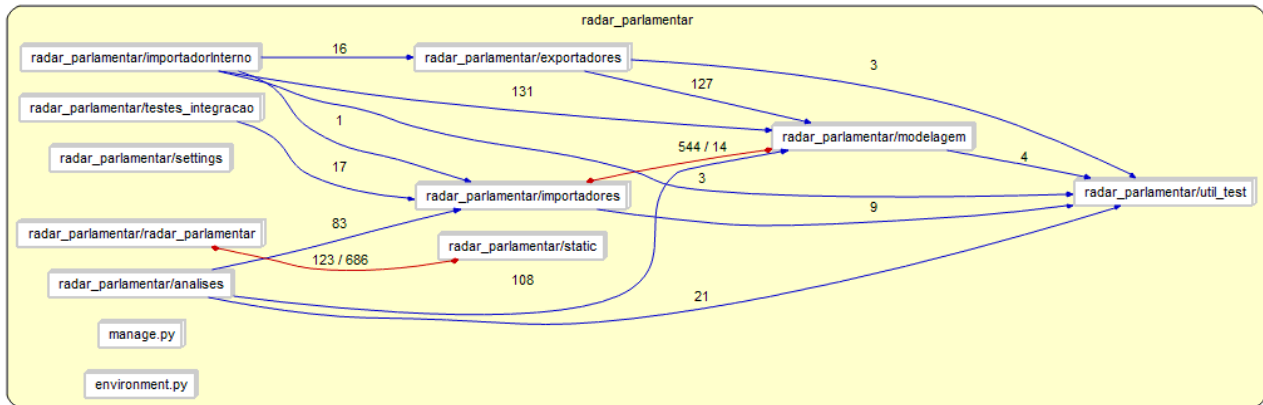 radar_parlamentar
radar_parlamentar/importadorInterno
16
radar_parlamentar/exportadores
3
127
131
radar_parlamentar/testes_integracao
1
radar_parlamentar/modelagem
544 / 14
4
radar_parlamentar/settings
17
3
radar_parlamentar/importadores
radar_parlamentar/util_test
9
83
radar_parlamentar/radar_parlamentar
radar_parlamentar/static
123 / 686
108
radar_parlamentar/analises
21
manage.py
environment.py